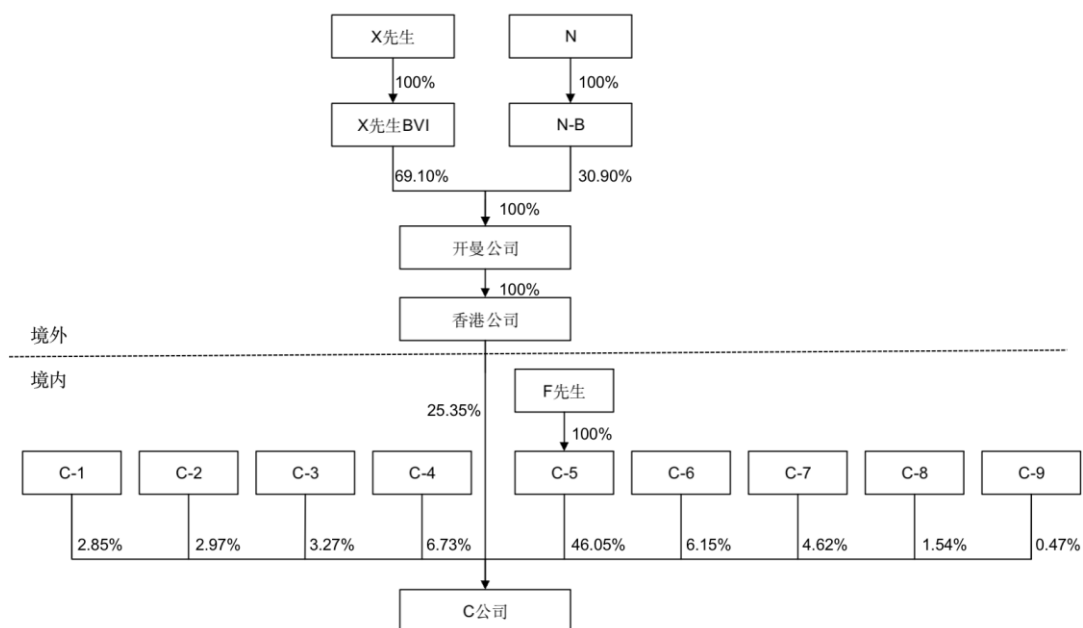 X先生
N
100%
100%
X先生BVI
N-B
69.10%
30.90%
100%
开曼公司
100%
香港公司
境外
境内
F先生
25.35%
100%
C-1
C-2
C-3
C-4
C-5
C-6
C-7
C-8
C-9
2.85%
2.97%
3.27%
6.73%
46.05%
6.15%
4.62%
1.54%
0.47%
C公司